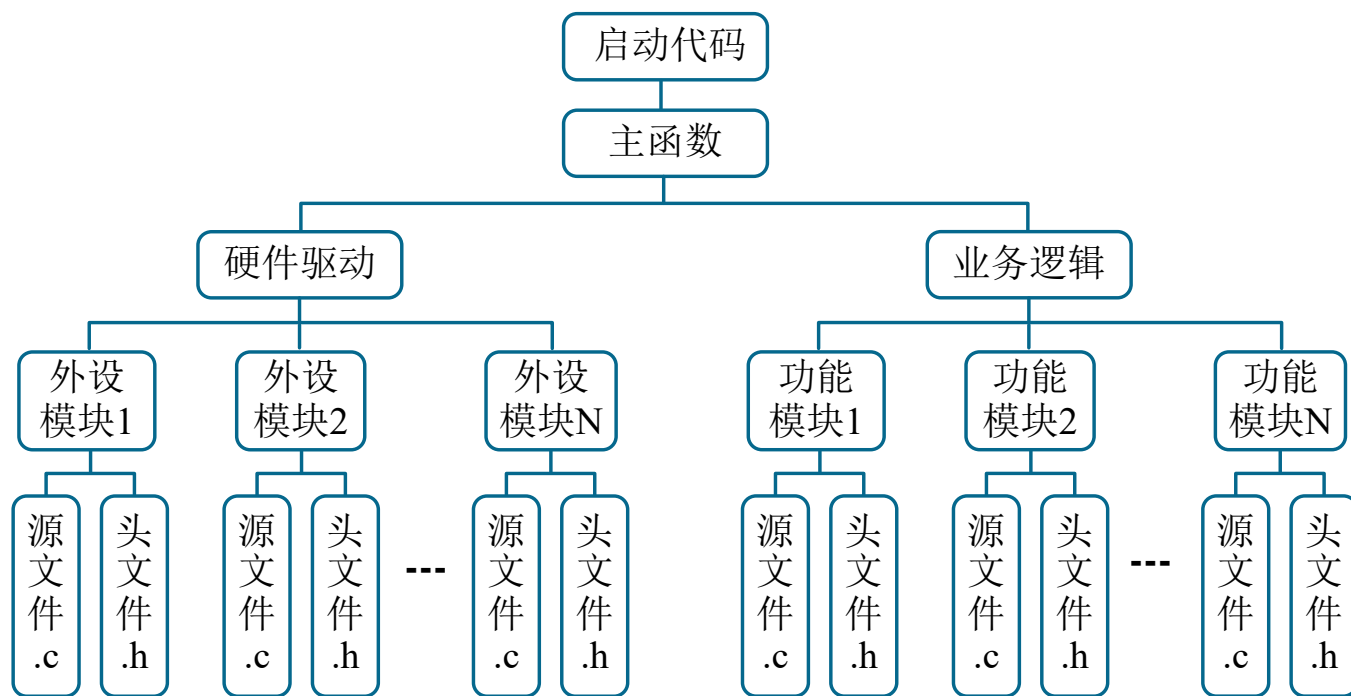 启动代码
主函数
硬件驱动
业务逻辑
外设
模块1
外设
模块2
外设
模块N
功能
模块1
功能
模块2
功能
模块N
源文件.c
头文件.h
源文件.c
头文件.h
---
源文件.c
头文件.h
源文件.c
头文件.h
源文件.c
头文件.h
---
源文件.c
头文件.h